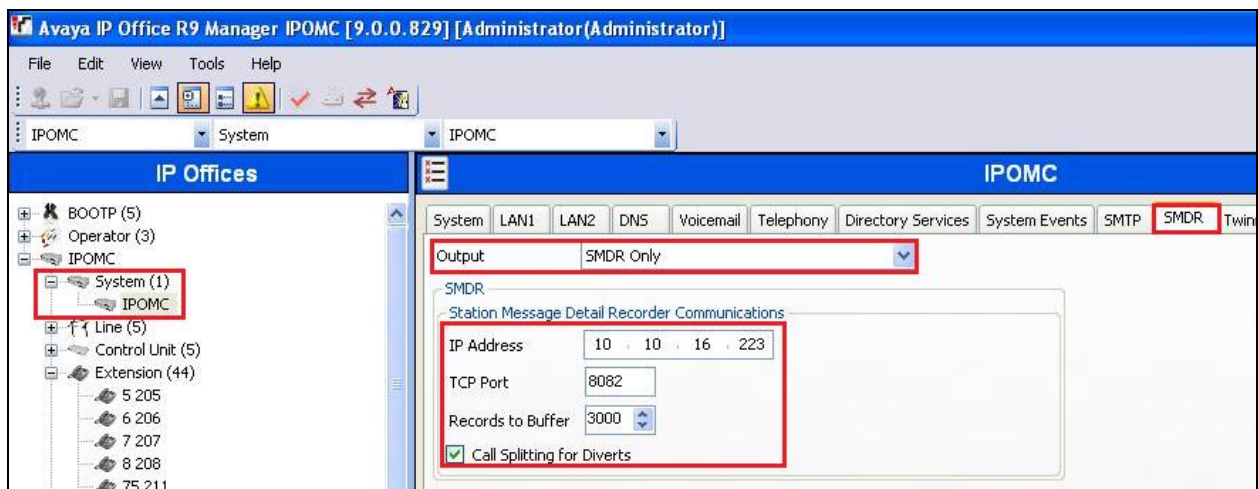 Avaya IP Office R9 Manager IPOMC [9.0.0.829] [Administrator(Administrator)]
File Edit View Tools Help
IPOMC System IPOMC
IP Offices
BOOTP (5)
Operator (3)
IPOMC
System (1)
IPOMC
Line (5)
Control Unit (5)
Extension (44)
5 205
6 206
7 207
8 208
75 211
IPOMC
System LAN1 LAN2 DNS Voicemail Telephony Directory Services System Events SMTP SMDR Twin
Output SMDR Only
SMDR
Station Message Detail Recorder Communications
IP Address 10 . 10 . 16 . 223
TCP Port 8082
Records to Buffer 3000
Call Splitting for Diverts